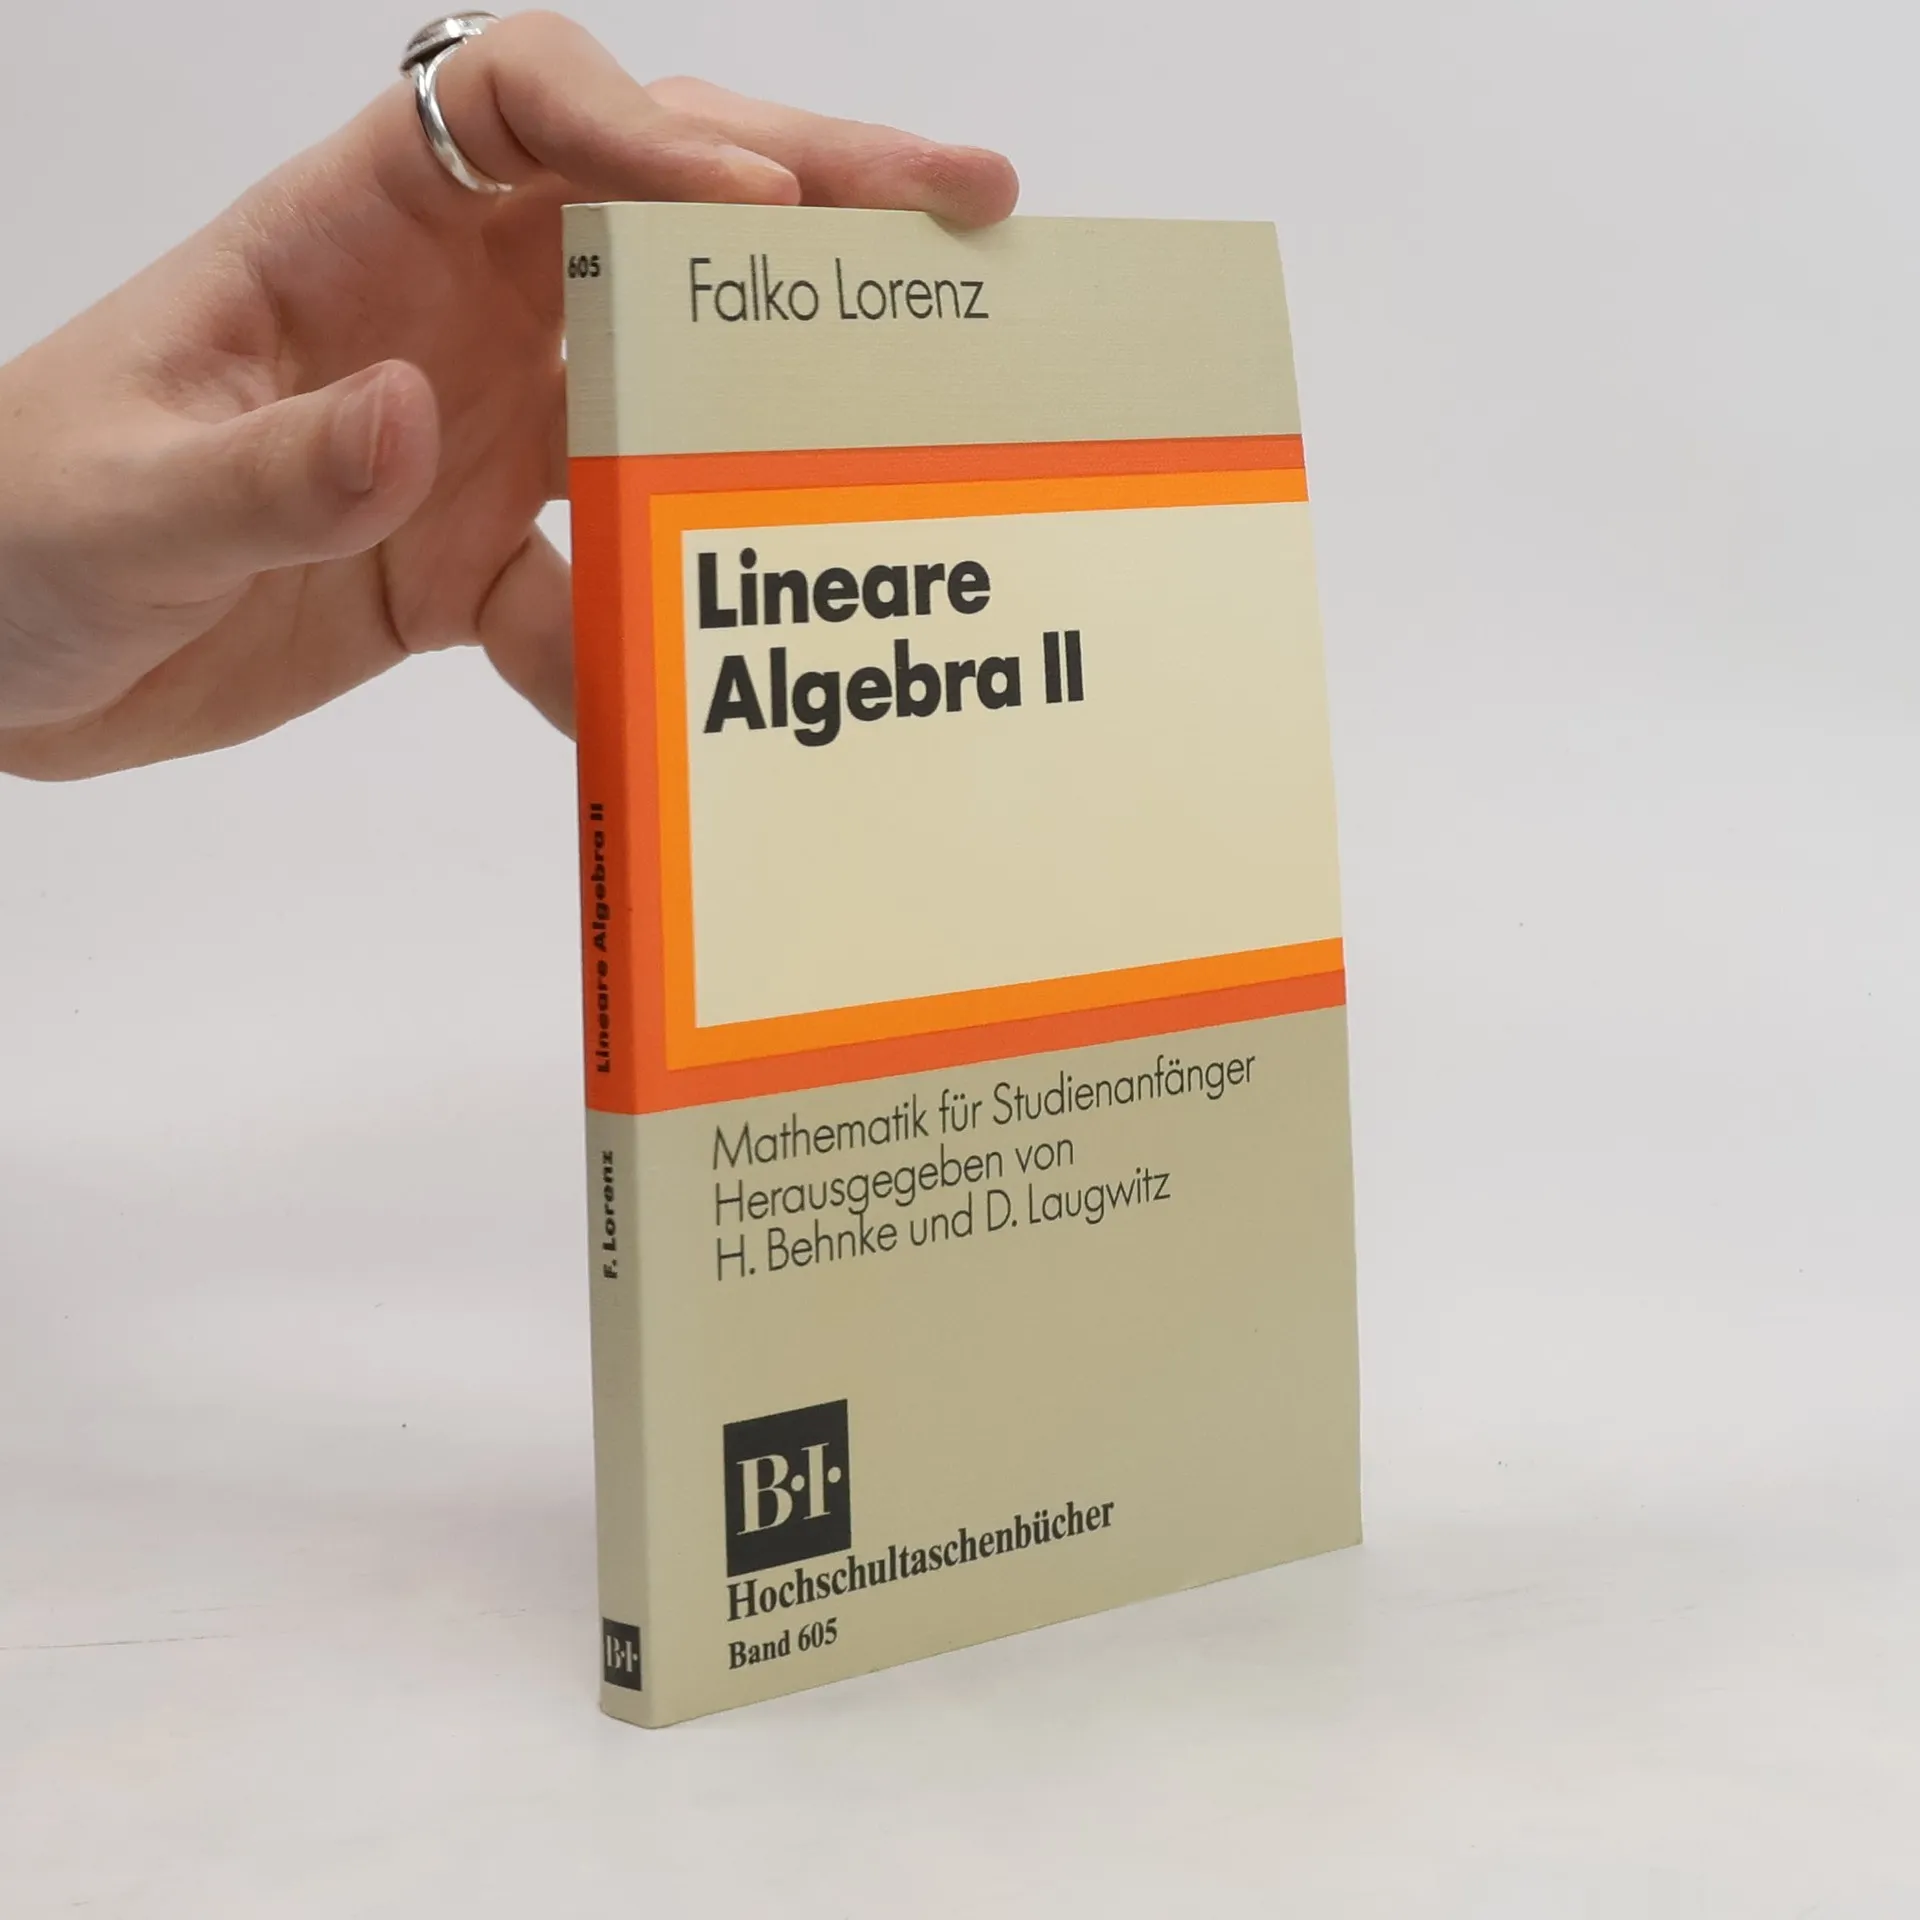 605
Falko Lorenz
Lineare
Algebra II
Mathematik für Studienanfänger
Herausgegeben von
H. Behnke und D. Laugwitz
B·I·
Hochschultaschenbücher
Band 605
Lineare Algebra II
F. Lorenz
B·I·